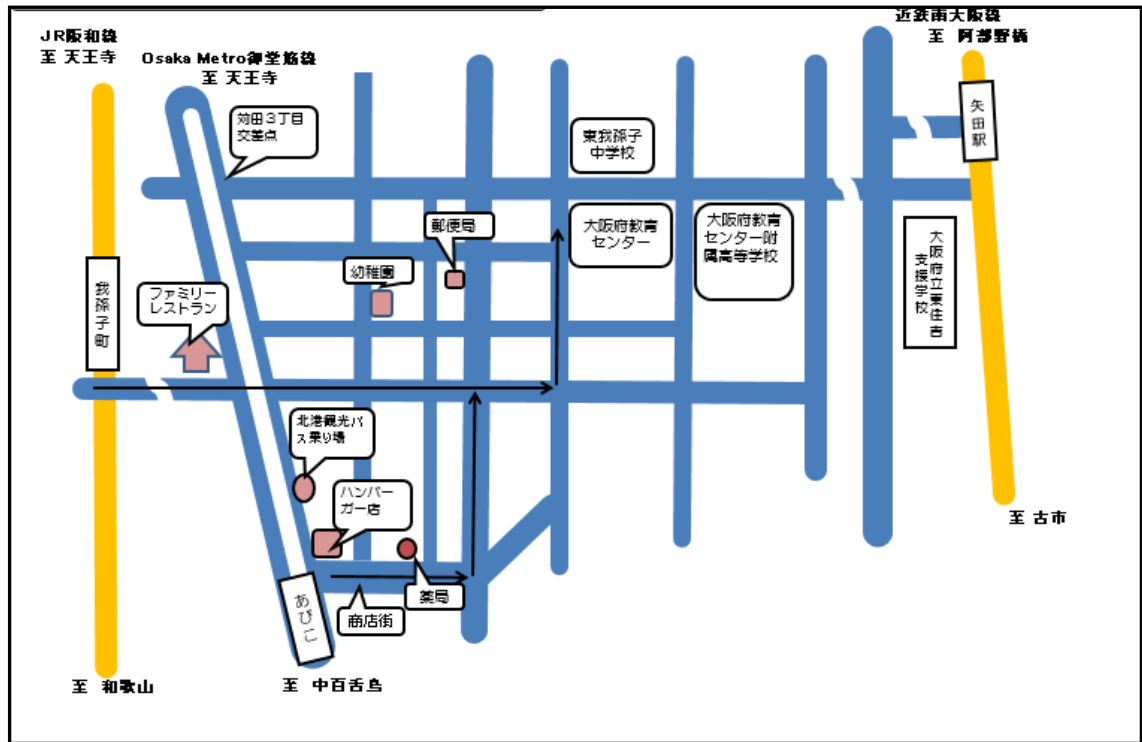 近鉄南大阪線
至 阿部野橋
JR阪和線
至 天王寺
Osaka Metro御堂筋線
至 天王寺
苅田３丁目
交差点
東我孫子
中学校
矢田駅
大阪府教育
センター
大阪府教育
センター附
属高等学校
大阪府立東住吉
支援学校
郵便局
幼稚園
ファミリー
レストラン
我孫子町
北港観光バ
ス乗り場
ハンバー
ガー店
至 古市
あびこ
商店街
薬局
至 和歌山
至 中百舌鳥